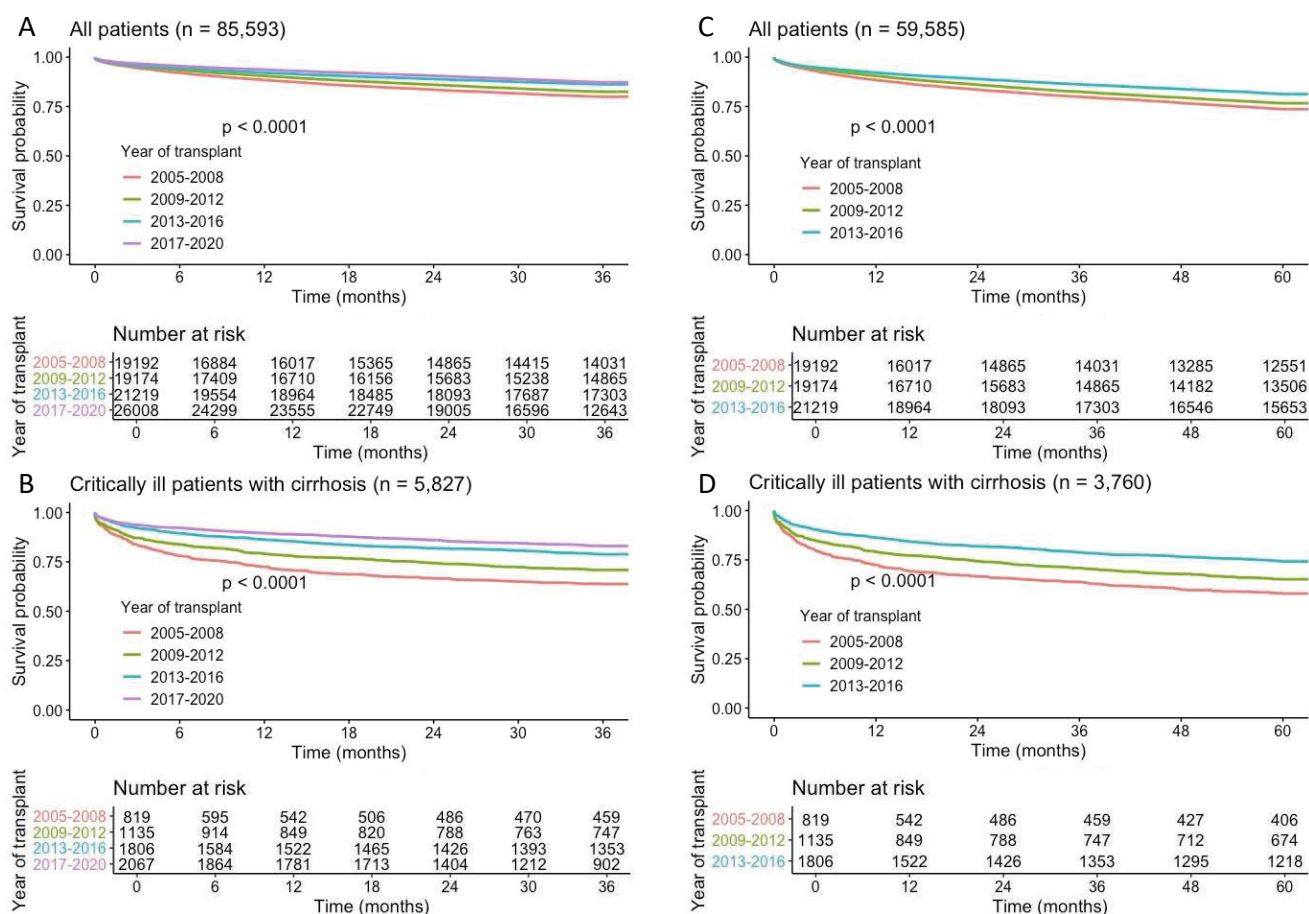 A
All patients (n = 85,593)
1.00
0.75
0.50
0.25
0.00
Survival probability
p < 0.0001
Year of transplant
2005-2008
2009-2012
2013-2016
2017-2020
0 6 12 18 24 30 36
Time (months)
Number at risk
Year of transplant
2005-2008 19192 16884 16017 15365 14865 14415 14031
2009-2012 19174 17409 16710 16156 15683 15238 14865
2013-2016 21219 19554 18964 18485 18093 17687 17303
2017-2020 26008 24299 23555 22749 19005 16596 12643
0 6 12 18 24 30 36
Time (months)
B
Critically ill patients with cirrhosis (n = 5,827)
1.00
0.75
0.50
0.25
0.00
Survival probability
p < 0.0001
Year of transplant
2005-2008
2009-2012
2013-2016
2017-2020
0 6 12 18 24 30 36
Time (months)
Number at risk
Year of transplant
2005-2008 819 595 542 506 486 470 459
2009-2012 1135 914 849 820 788 763 747
2013-2016 1806 1584 1522 1465 1426 1393 1353
2017-2020 2067 1864 1781 1713 1404 1212 902
0 6 12 18 24 30 36
Time (months)
C
All patients (n = 59,585)
1.00
0.75
0.50
0.25
0.00
Survival probability
p < 0.0001
Year of transplant
2005-2008
2009-2012
2013-2016
0 12 24 36 48 60
Time (months)
Number at risk
Year of transplant
2005-2008 19192 16017 14865 14031 13285 12551
2009-2012 19174 16710 15683 14865 14182 13506
2013-2016 21219 18964 18093 17303 16546 15653
0 12 24 36 48 60
Time (months)
D
Critically ill patients with cirrhosis (n = 3,760)
1.00
0.75
0.50
0.25
0.00
Survival probability
p < 0.0001
Year of transplant
2005-2008
2009-2012
2013-2016
0 12 24 36 48 60
Time (months)
Number at risk
Year of transplant
2005-2008 819 542 486 459 427 406
2009-2012 1135 849 788 747 712 674
2013-2016 1806 1522 1426 1353 1295 1218
0 12 24 36 48 60
Time (months)